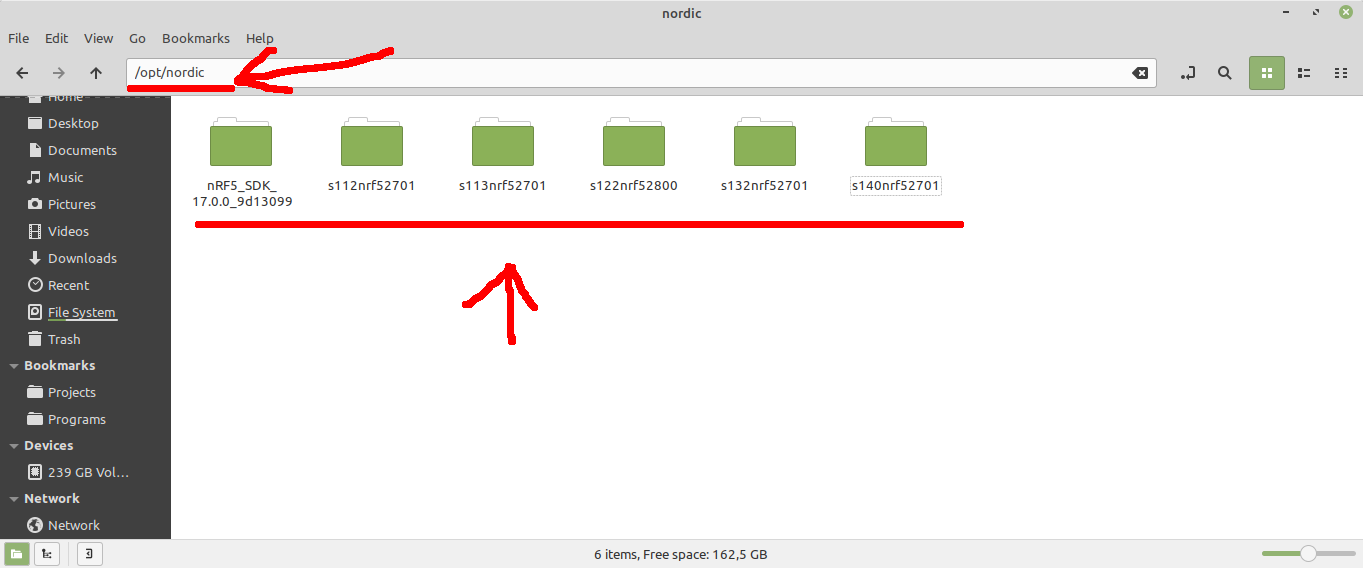 nordic
File Edit View Go Bookmarks Help
/opt/nordic
Home
Desktop
Documents
Music
Pictures
Videos
Downloads
Recent
File System
Trash
Bookmarks
Projects
Programs
Devices
239 GB Vol...
Network
Network
nRF5_SDK_
17.0.0_9d13099
s112nrf52701
s113nrf52701
s122nrf52800
s132nrf52701
s140nrf52701
6 items, Free space: 162,5 GB